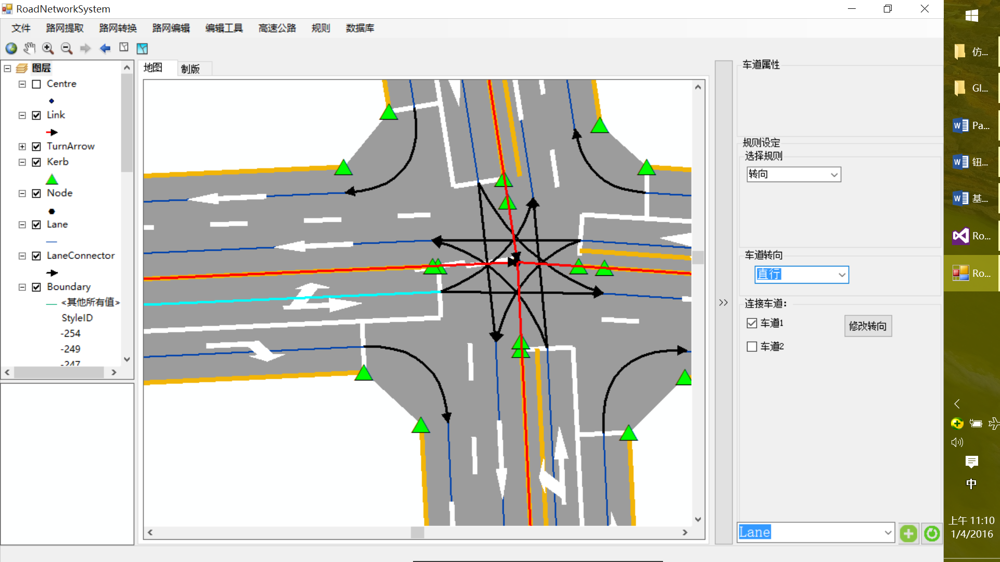 RoadNetworkSystem
文件 路网提取 路网转换 路网编辑 编辑工具 高速公路 规则 数据库
图层
Centre
Link
TurnArrow
Kerb
Node
Lane
LaneConnector
Boundary
<其他所有值>
StyleID
-254
-249
-247
地图 制版
车道属性
规则设定
选择规则
转向
车道转向
直行
连接车道:
车道1
修改转向
车道2
>>
Lane
仿...
Gl...
Pa...
钮...
基...
Ro...
Ro...
中
上午 11:10
1/4/2016